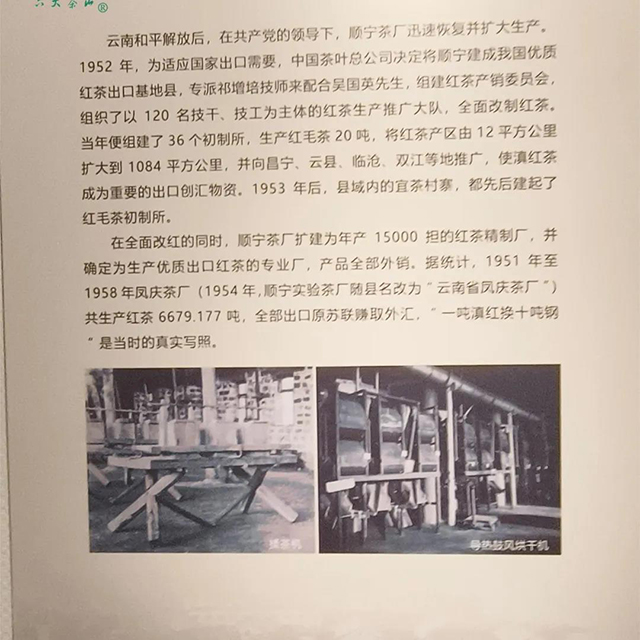 六大茶山®
云南和平解放后，在共产党的领导下，顺宁茶厂迅速恢复并扩大生产。
1952 年，为适应国家出口需要，中国茶叶总公司决定将顺宁建成我国优质
红茶出口基地县，专派祁增培技师来配合吴国英先生，组建红茶产销委员会，
组织了以 120 名技干、技工为主体的红茶生产推广大队，全面改制红茶。
当年便组建了 36 个初制所，生产红毛茶 20 吨，将红茶产区由 12 平方公里
扩大到 1084 平方公里，并向昌宁、云县、临沧、双江等地推广，使滇红茶
成为重要的出口创汇物资。1953 年后，县域内的宜茶村寨，都先后建起了
红毛茶初制所。
在全面改红的同时，顺宁茶厂扩建为年产 15000 担的红茶精制厂，并
确定为生产优质出口红茶的专业厂，产品全部外销。据统计，1951 年至
1958 年凤庆茶厂（1954 年，顺宁实验茶厂随县名改为“云南省凤庆茶厂”）
共生产红茶 6679.177 吨，全部出口原苏联赚取外汇，“一吨滇红换十吨钢
“是当时的真实写照。
揉茶机
导热鼓风烘干机